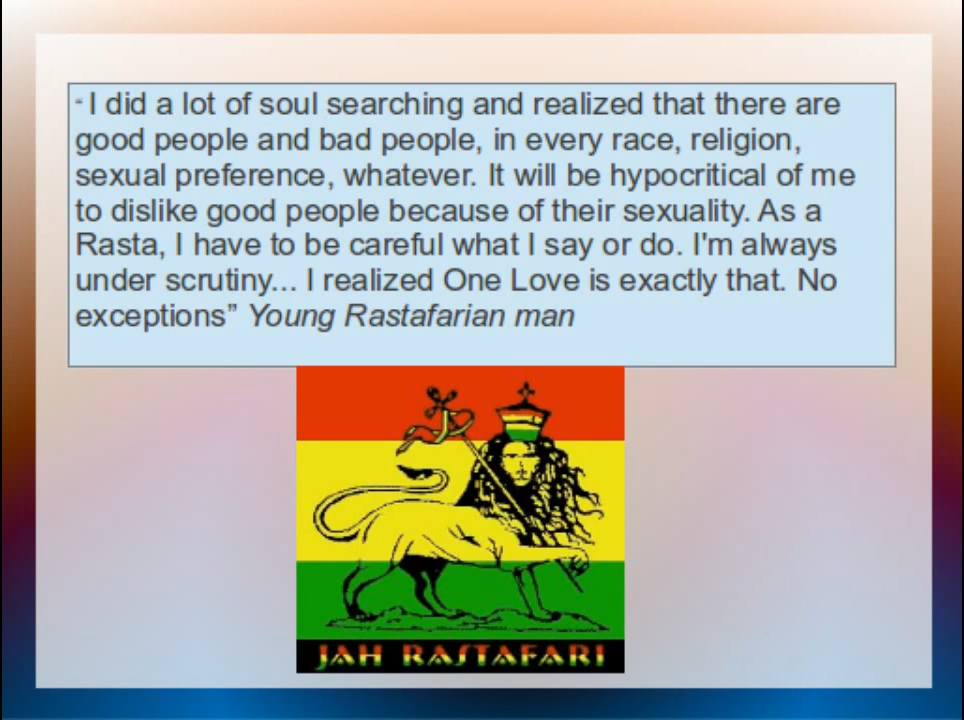 “ I did a lot of soul searching and realized that there are
good people and bad people, in every race, religion,
sexual preference, whatever. It will be hypocritical of me
to dislike good people because of their sexuality. As a
Rasta, I have to be careful what I say or do. I'm always
under scrutiny... I realized One Love is exactly that. No
exceptions” Young Rastafarian man
JAH RASTAFARI